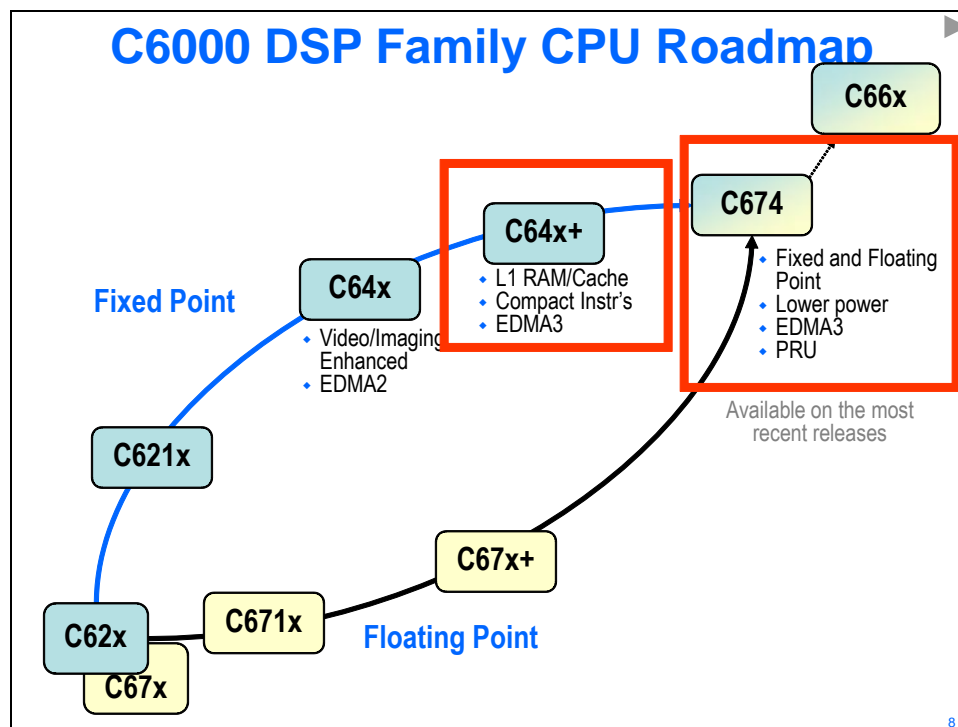 C6000 DSP Family CPU Roadmap
C66x
C674
Fixed and Floating
Point
Lower power
EDMA3
PRU
Available on the most
recent releases
C64x+
L1 RAM/Cache
Compact Instr's
EDMA3
C64x
Video/Imaging
Enhanced
EDMA2
Fixed Point
C621x
C67x+
C671x
Floating Point
C62x
C67x
8